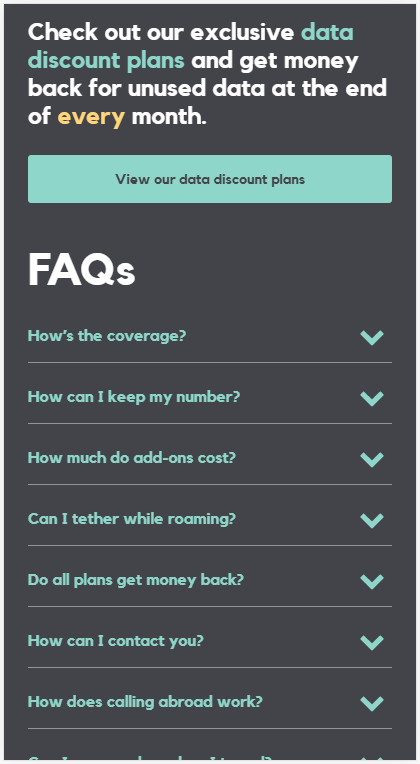 Check out our exclusive data
discount plans and get money
back for unused data at the end
of every month.
View our data discount plans
FAQs
How's the coverage?
How can I keep my number?
How much do add-ons cost?
Can I tether while roaming?
Do all plans get money back?
How can I contact you?
How does calling abroad work?